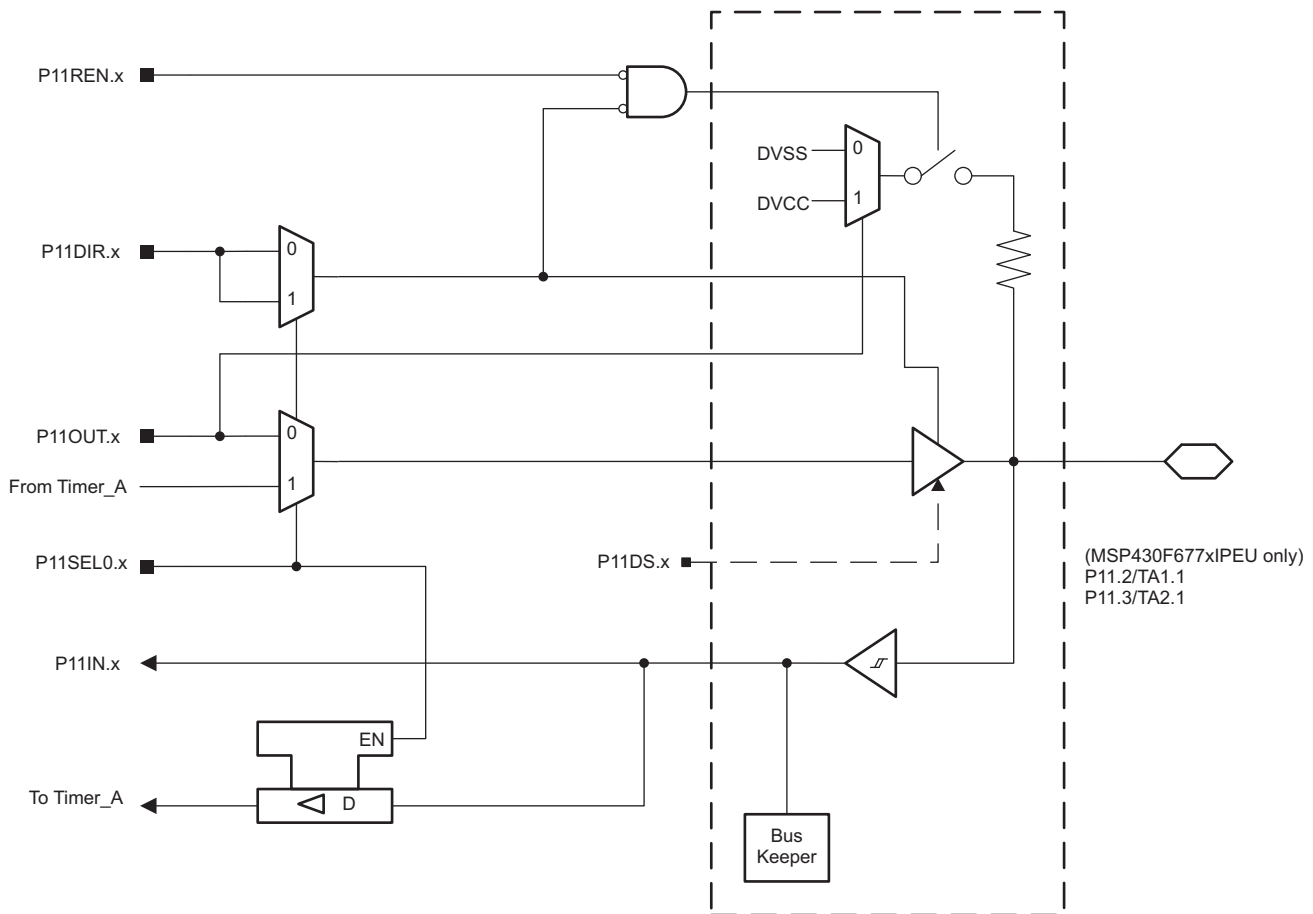 P11REN.x
DVSS
0
DVCC
1
P11DIR.x
0
1
P11OUT.x
0
From Timer_A
1
P11SEL0.x
P11DS.x
(MSP430F677xIPEU only)
P11.2/TA1.1
P11.3/TA2.1
P11IN.x
EN
To Timer_A
D
Bus
Keeper